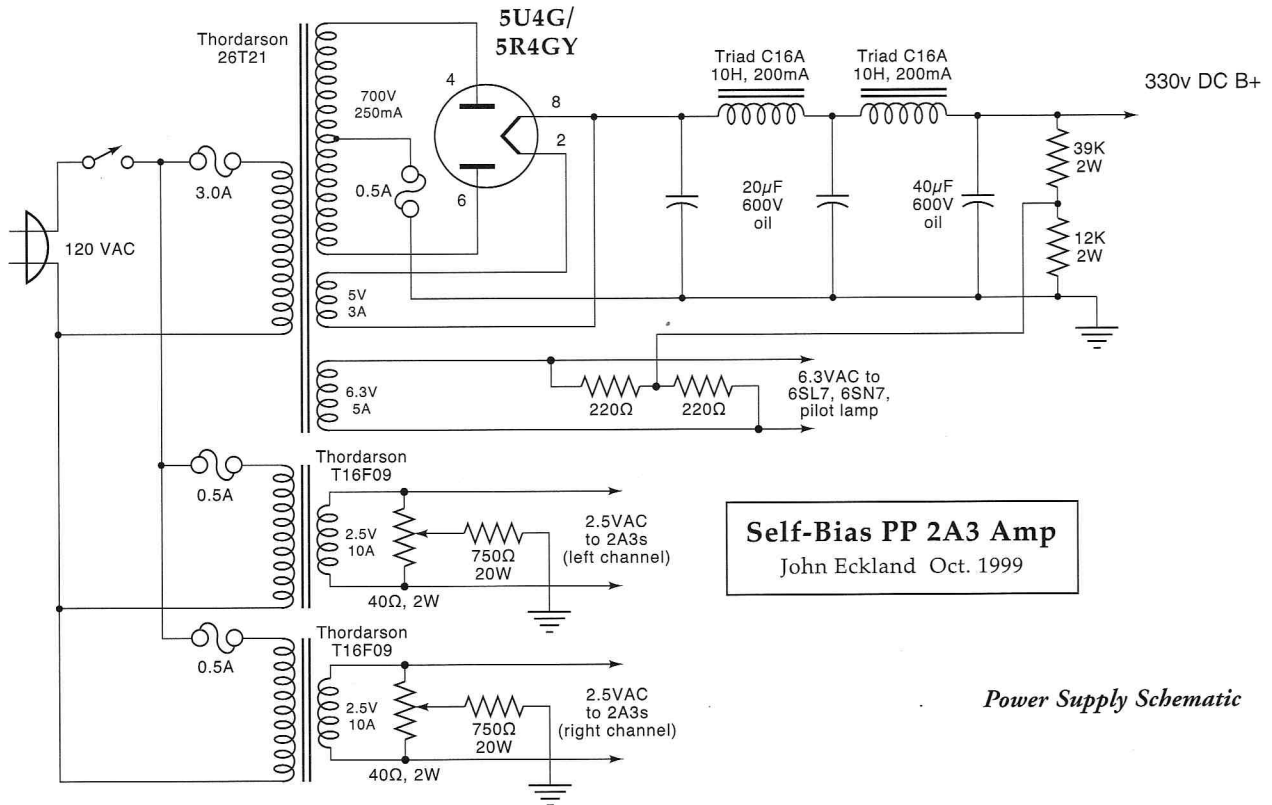 5U4G/
5R4GY
Thordarson
26T21
700V
250mA
4
8
2
6
0.5A
Triad C16A
10H, 200mA
Triad C16A
10H, 200mA
330v DC B+
39K
2W
12K
2W
20µF
600V
oil
40µF
600V
oil
3.0A
120 VAC
5V
3A
6.3V
5A
220Ω
220Ω
6.3VAC to
6SL7, 6SN7,
pilot lamp
0.5A
Thordarson
T16F09
2.5V
10A
750Ω
20W
40Ω, 2W
2.5VAC
to 2A3s
(left channel)
Self-Bias PP 2A3 Amp
John Eckland Oct. 1999
0.5A
Thordarson
T16F09
2.5V
10A
750Ω
20W
40Ω, 2W
2.5VAC
to 2A3s
(right channel)
Power Supply Schematic